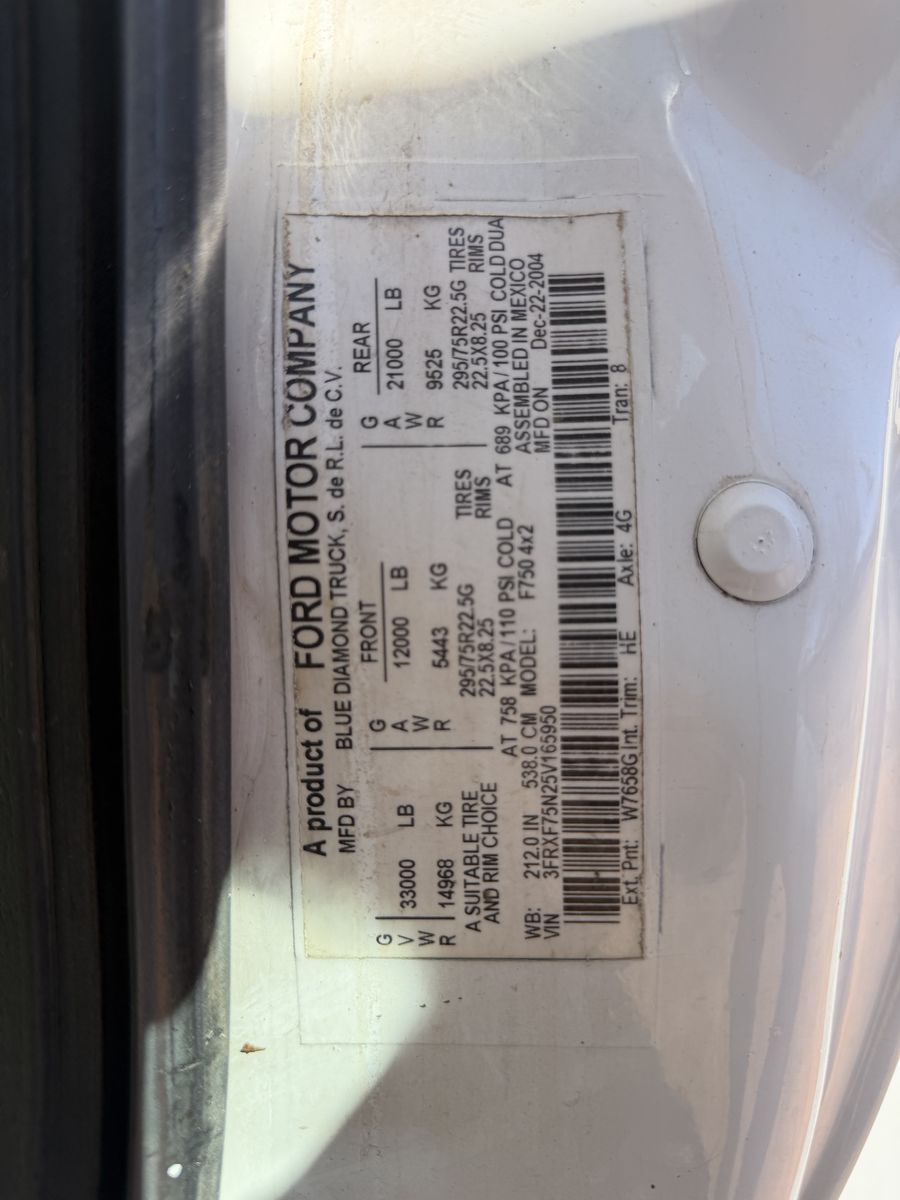 A product of FORD MOTOR COMPANY
MFD BY BLUE DIAMOND TRUCK, S. de R.L. de C.V.
GVWR 33000 LB
14968 KG
A SUITABLE TIRE
AND RIM CHOICE
FRONT
GAWR 12000 LB
5443 KG
295/75R22.5G TIRES
22.5X8.25 RIMS
AT 758 KPA/110 PSI COLD
REAR
GAWR 21000 LB
9525 KG
295/75R22.5G TIRES
22.5X8.25 RIMS
AT 689 KPA/100 PSI COLD DUA
ASSEMBLED IN MEXICO
WB: 212.0 IN 538.0 CM MODEL: F750 4x2 MFD ON Dec-22-2004
VIN 3FRXF75N25V165950
Ext. Pnt: W7658G Int. Trim: HE Axle: 4G Tran: 8